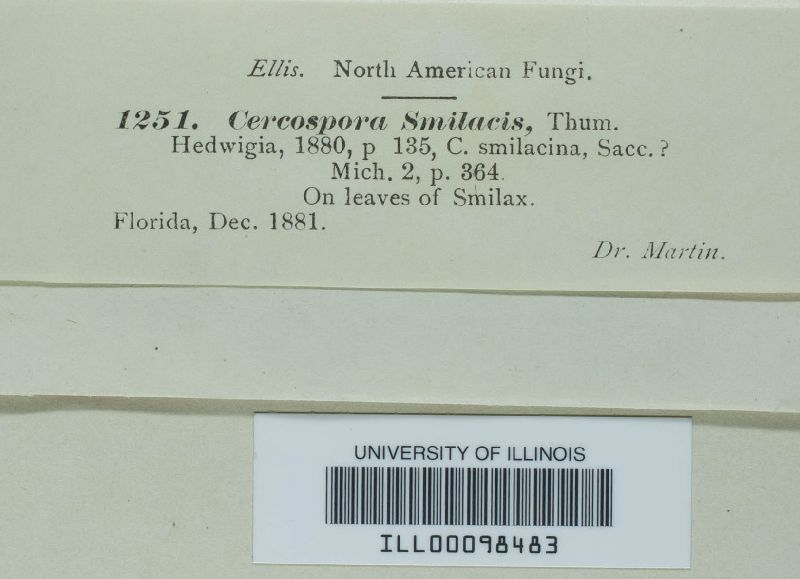 Ellis. North American Fungi.
1251. Cercospora Smilacis, Thum.
Hedwigia, 1880, p 135, C. smilacina, Sacc.?
Mich. 2, p. 364.
On leaves of Smilax.
Florida, Dec. 1881.
Dr. Martin.
UNIVERSITY OF ILLINOIS
ILL00098483